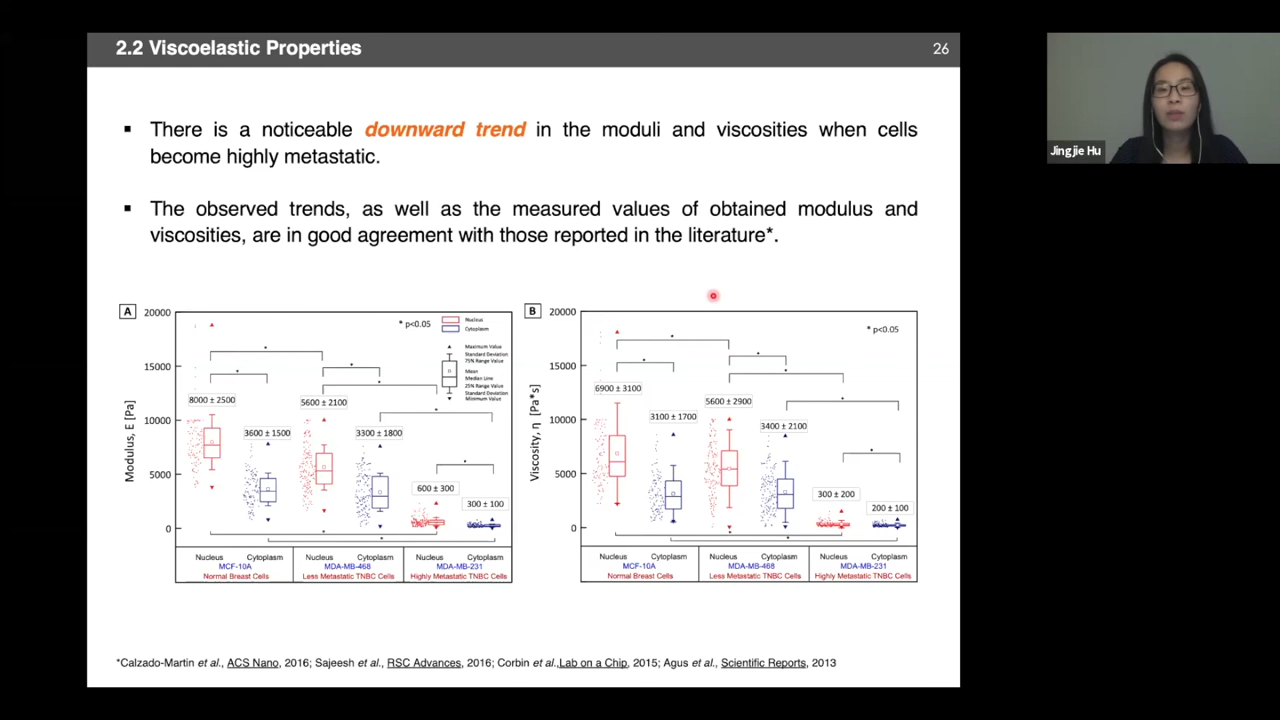 2.2 Viscoelastic Properties
26
▪ There is a noticeable downward trend in the moduli and viscosities when cells
become highly metastatic.
▪ The observed trends, as well as the measured values of obtained modulus and
viscosities, are in good agreement with those reported in the literature*.
Jingjie Hu
A
Modulus, E [Pa]
20000
15000
10000
5000
0
* p<0.05
Nucleus
Cytoplasm
Maximum Value
Standard Deviation
75% Range Value
Mean
Median Line
25% Range Value
Standard Deviation
Minimum Value
*
*
*
*
*
*
*
*
*
8000 ± 2500
3600 ± 1500
5600 ± 2100
3300 ± 1800
600 ± 300
300 ± 100
Nucleus Cytoplasm Nucleus Cytoplasm Nucleus Cytoplasm
MCF-10A MDA-MB-468 MDA-MB-231
Normal Breast Cells Less Metastatic TNBC Cells Highly Metastatic TNBC Cells
B
Viscosity, η [Pa*s]
20000
15000
10000
5000
0
* p<0.05
*
*
*
*
*
*
*
*
6900 ± 3100
3100 ± 1700
5600 ± 2900
3400 ± 2100
300 ± 200
200 ± 100
Nucleus Cytoplasm Nucleus Cytoplasm Nucleus Cytoplasm
MCF-10A MDA-MB-468 MDA-MB-231
Normal Breast Cells Less Metastatic TNBC Cells Highly Metastatic TNBC Cells
*Calzado-Martin et al., ACS Nano, 2016; Sajeesh et al., RSC Advances, 2016; Corbin et al.,Lab on a Chip, 2015; Agus et al., Scientific Reports, 2013